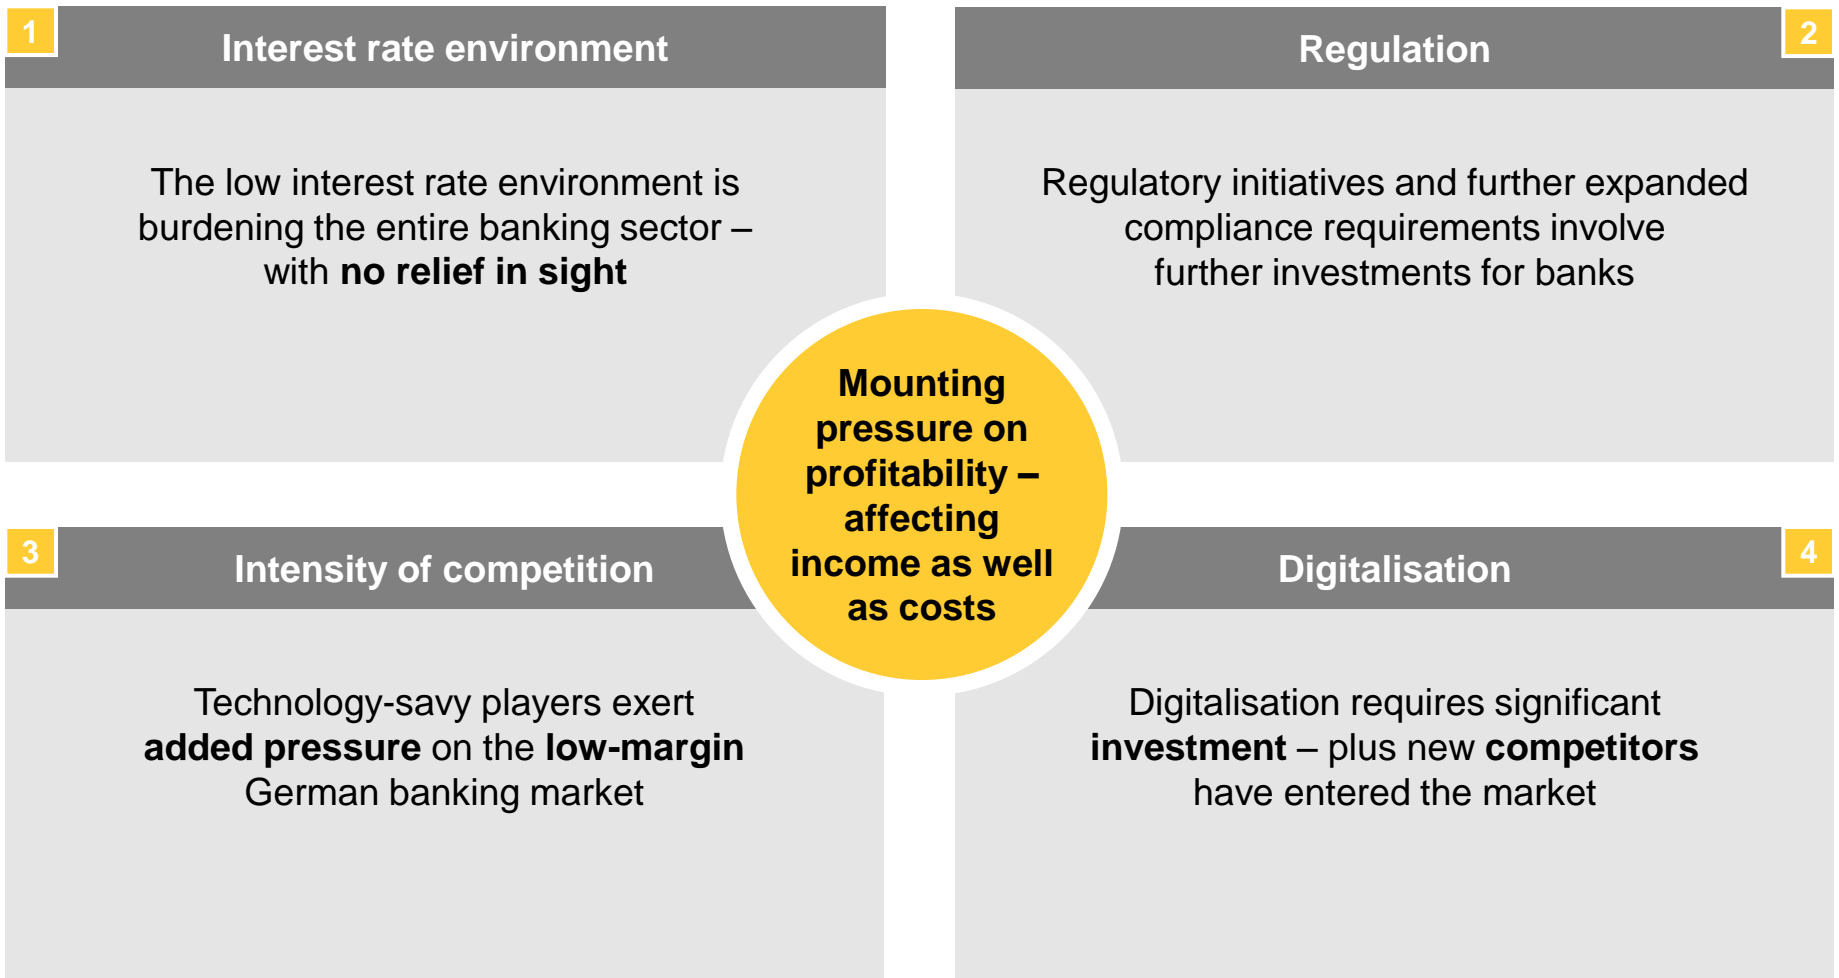 1
Interest rate environment
The low interest rate environment is
burdening the entire banking sector –
with no relief in sight
2
Regulation
Regulatory initiatives and further expanded
compliance requirements involve
further investments for banks
Mounting
pressure on
profitability –
affecting
income as well
as costs
3
Intensity of competition
Technology-savvy players exert
added pressure on the low-margin
German banking market
4
Digitalisation
Digitalisation requires significant
investment – plus new competitors
have entered the market